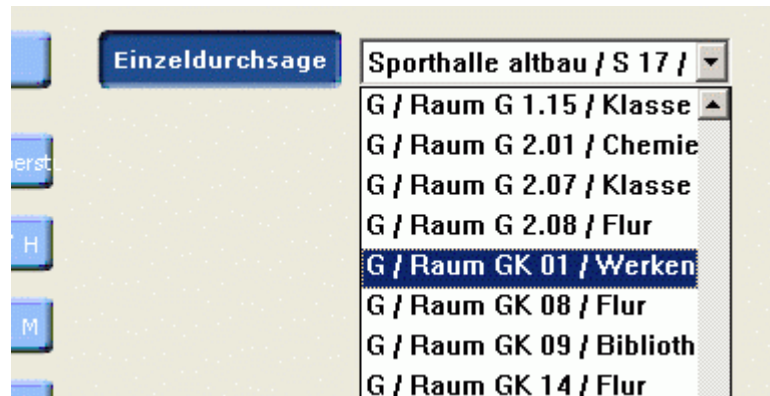 Einzeldurchsage
Sporthalle altbau / S 17 /
G / Raum G 1.15 / Klasse
G / Raum G 2.01 / Chemie
erst
G / Raum G 2.07 / Klasse
G / Raum G 2.08 / Flur
H
G / Raum GK 01 / Werken
G / Raum GK 08 / Flur
M
G / Raum GK 09 / Biblioth
G / Raum GK 14 / Flur